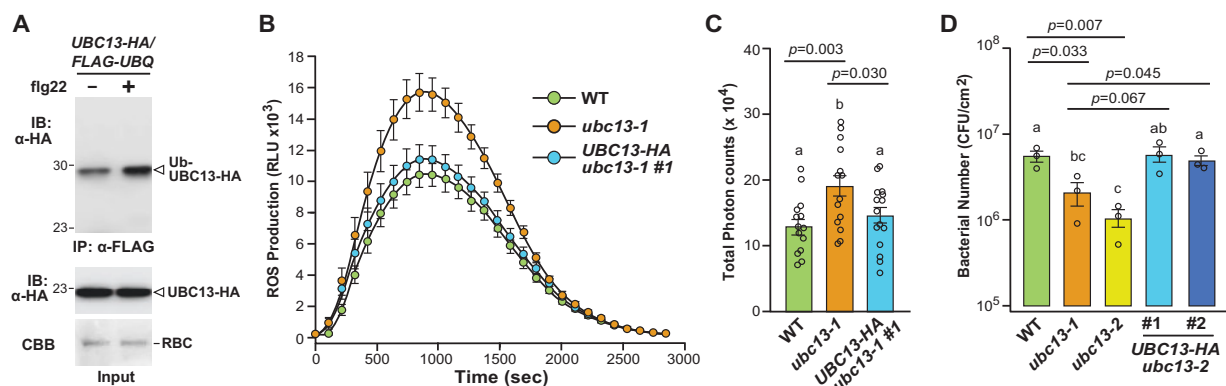 A
UBC13-HA/
FLAG-UBQ
flg22 – +
IB:
α-HA
30
Ub-
UBC13-HA
23
IP: α-FLAG
IB:
α-HA
23
UBC13-HA
CBB
RBC
Input
B
ROS Production (RLU x10³)
18
16
14
12
10
8
6
4
2
0
0 500 1000 1500 2000 2500 3000
Time (sec)
WT
ubc13-1
UBC13-HA
ubc13-1 #1
C
Total Photon counts (x 10⁴)
40
30
20
10
0
p=0.003
p=0.030
a b a
WT
ubc13-1
UBC13-HA
ubc13-1 #1
D
Bacterial Number (CFU/cm²)
10⁸
10⁷
10⁶
10⁵
p=0.007
p=0.033
p=0.045
p=0.067
a bc c ab a
WT
ubc13-1
ubc13-2
#1 #2
UBC13-HA
ubc13-2